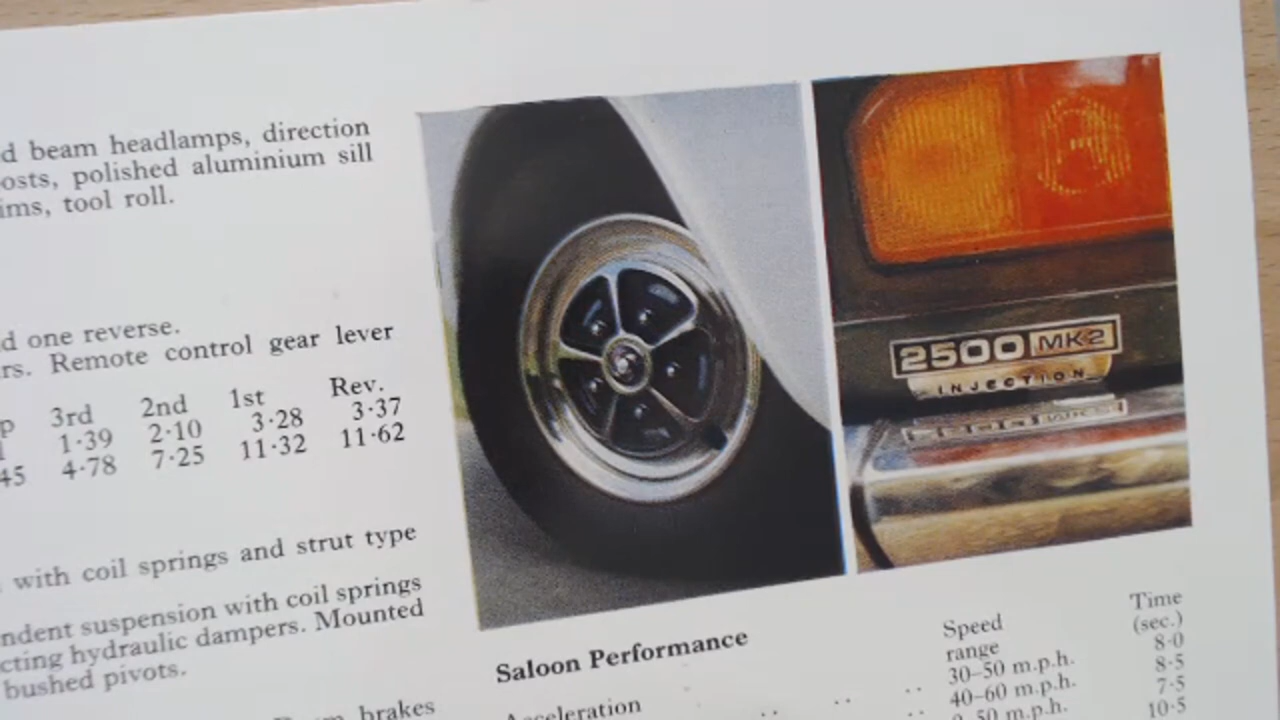 d beam headlamps, direction
osts, polished aluminium sill
ims, tool roll.
d one reverse.
rs. Remote control gear lever
p 3rd 2nd 1st Rev.
1·39 2·10 3·28 3·37
45 4·78 7·25 11·32 11·62
with coil springs and strut type
ndent suspension with coil springs
cting hydraulic dampers. Mounted
bushed pivots.
brakes
2500 MK2
INJECTION
Saloon Performance
Speed range Time (sec.)
30–50 m.p.h. 8·0
40–60 m.p.h. 8·5
Acceleration .. .. .. 0–50 m.p.h. 7·5
10·5